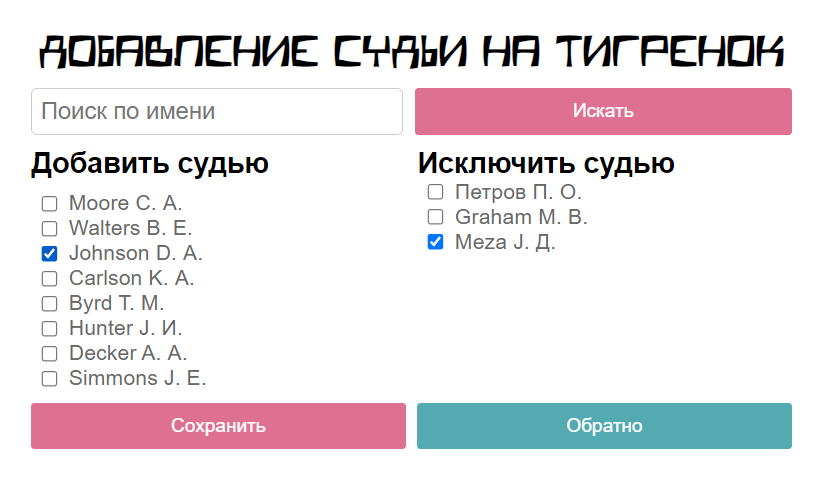 ДОБАВЛЕНИЕ СУДЬИ НА ТИГРЕНОК
Поиск по имени
Искать
Добавить судью
Moore C. A.
Walters B. E.
Johnson D. A.
Carlson K. A.
Byrd T. M.
Hunter J. И.
Decker A. A.
Simmons J. E.
Исключить судью
Петров П. О.
Graham M. B.
Meza J. Д.
Сохранить
Обратно